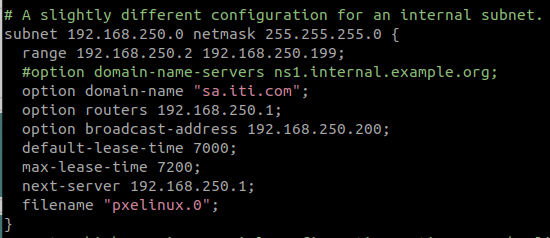 # A slightly different configuration for an internal subnet.
subnet 192.168.250.0 netmask 255.255.255.0 {
  range 192.168.250.2 192.168.250.199;
  #option domain-name-servers ns1.internal.example.org;
  option domain-name "sa.iti.com";
  option routers 192.168.250.1;
  option broadcast-address 192.168.250.200;
  default-lease-time 7000;
  max-lease-time 7200;
  next-server 192.168.250.1;
  filename "pxelinux.0";
}